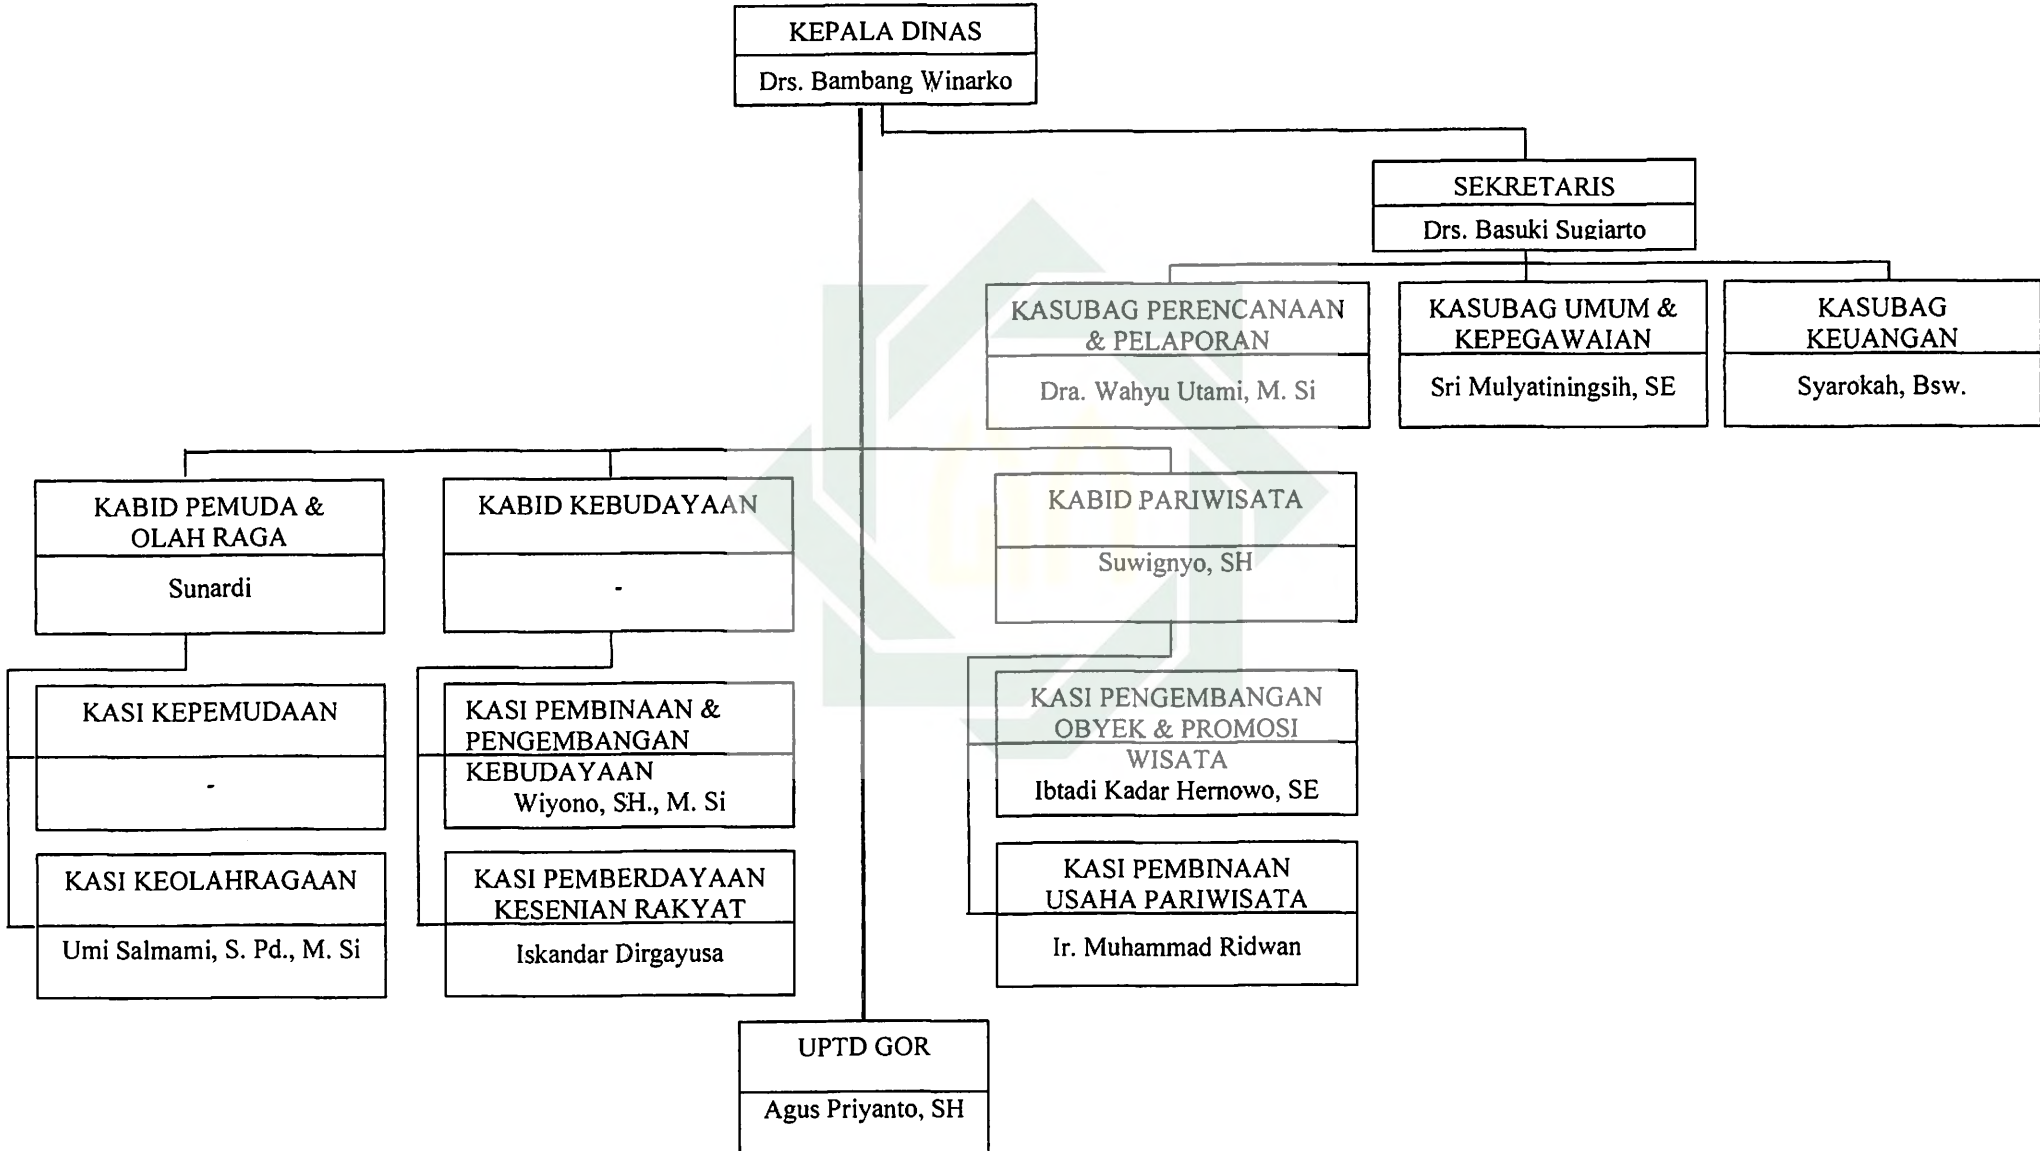 KEPALA DINAS
Drs. Bambang Winarko
SEKRETARIS
Drs. Basuki Sugiarto
KASUBAG PERENCANAAN
& PELAPORAN
Dra. Wahyu Utami, M. Si
KASUBAG UMUM &
KEPEGAWAIAN
Sri Mulyatiningsih, SE
KASUBAG
KEUANGAN
Syarokah, Bsw.
KABID PEMUDA &
OLAH RAGA
Sunardi
KABID KEBUDAYAAN
-
KABID PARIWISATA
Suwignyo, SH
KASI KEPEMUDAAN
-
KASI PEMBINAAN &
PENGEMBANGAN
KEBUDAYAAN
Wiyono, SH., M. Si
KASI PENGEMBANGAN
OBYEK & PROMOSI
WISATA
Ibtadi Kadar Hernowo, SE
KASI KEOLAHRAGAAN
Umi Salmami, S. Pd., M. Si
KASI PEMBERDAYAAN
KESENIAN RAKYAT
Iskandar Dirgayusa
KASI PEMBINAAN
USAHA PARIWISATA
Ir. Muhammad Ridwan
UPTD GOR
Agus Priyanto, SH